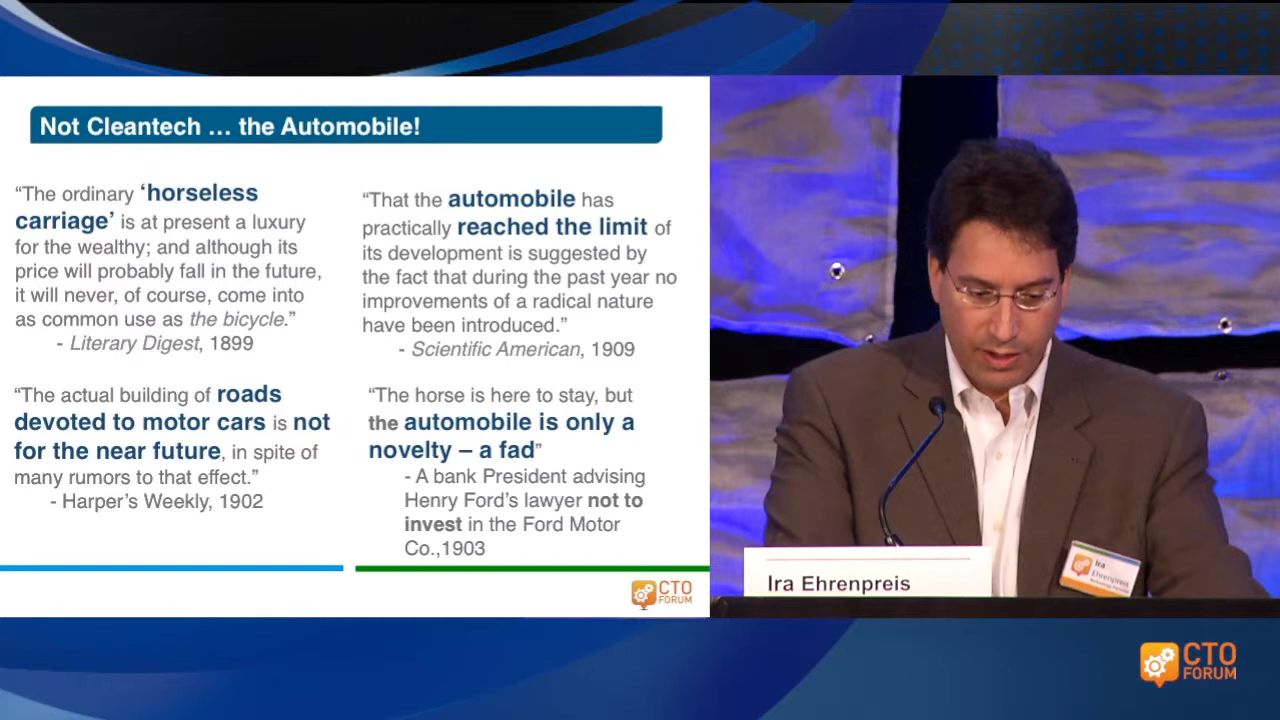 Not Cleantech … the Automobile!
“The ordinary ‘horseless
carriage’ is at present a luxury
for the wealthy; and although its
price will probably fall in the future,
it will never, of course, come into
as common use as the bicycle.”
- Literary Digest, 1899
“The actual building of roads
devoted to motor cars is not
for the near future, in spite of
many rumors to that effect.”
- Harper’s Weekly, 1902
“That the automobile has
practically reached the limit of
its development is suggested by
the fact that during the past year no
improvements of a radical nature
have been introduced.”
- Scientific American, 1909
“The horse is here to stay, but
the automobile is only a
novelty – a fad”
- A bank President advising
Henry Ford’s lawyer not to
invest in the Ford Motor
Co.,1903
CTO
FORUM
Ira Ehrenpreis
Ira
Ehrenpreis
CTO
FORUM